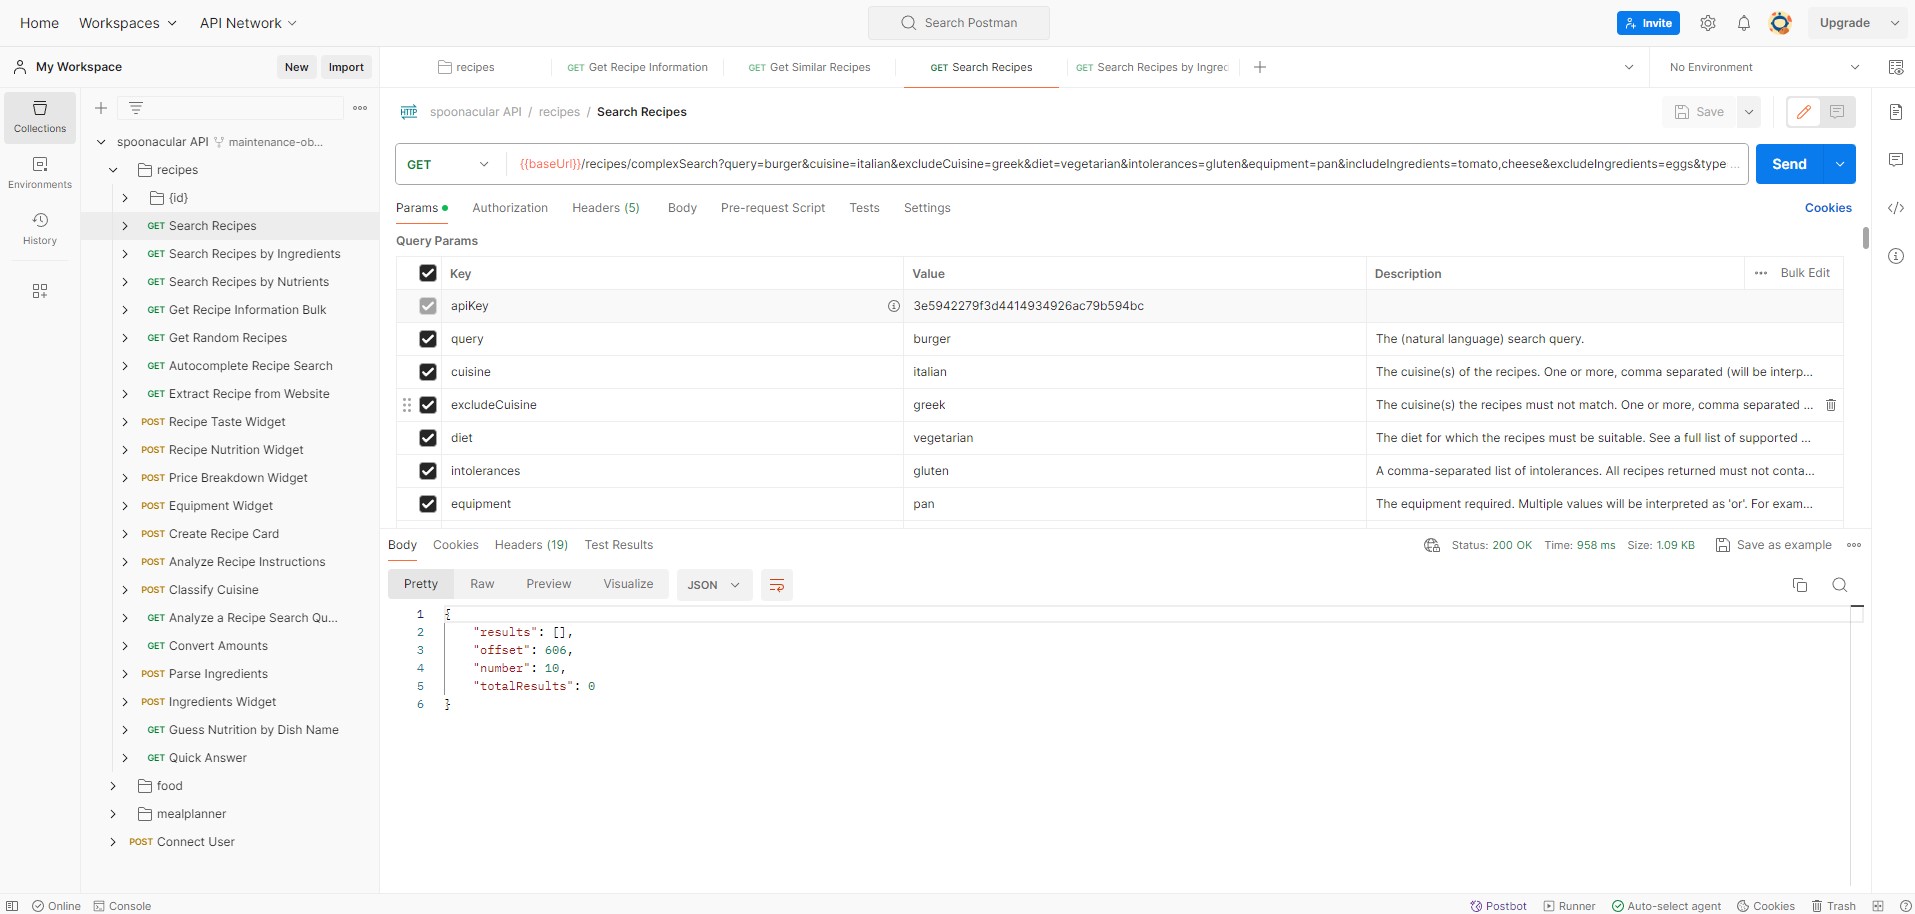 Home Workspaces API Network Search Postman Invite Upgrade
My Workspace New Import recipes GET Get Recipe Information GET Get Similar Recipes GET Search Recipes GET Search Recipes by Ingrec No Environment
Collections
Environments
History
spoonacular API maintenance-ob...
recipes
{id}
GET Search Recipes
GET Search Recipes by Ingredients
GET Search Recipes by Nutrients
GET Get Recipe Information Bulk
GET Get Random Recipes
GET Autocomplete Recipe Search
GET Extract Recipe from Website
POST Recipe Taste Widget
POST Recipe Nutrition Widget
POST Price Breakdown Widget
POST Equipment Widget
POST Create Recipe Card
POST Analyze Recipe Instructions
POST Classify Cuisine
GET Analyze a Recipe Search Qu...
GET Convert Amounts
POST Parse Ingredients
POST Ingredients Widget
GET Guess Nutrition by Dish Name
GET Quick Answer
food
mealplanner
POST Connect User
HTTP spoonacular API / recipes / Search Recipes Save
GET {{baseUrl}}/recipes/complexSearch?query=burger&cuisine=italian&excludeCuisine=greek&diet=vegetarian&intolerances=gluten&equipment=pan&includeIngredients=tomato,cheese&excludeIngredients=eggs&type ... Send
Params Authorization Headers (5) Body Pre-request Script Tests Settings Cookies
Query Params
Key Value Description Bulk Edit
apiKey 3e5942279f3d4414934926ac79b594bc
query burger The (natural language) search query.
cuisine italian The cuisine(s) of the recipes. One or more, comma separated (will be interp...
excludeCuisine greek The cuisine(s) the recipes must not match. One or more, comma separated ...
diet vegetarian The diet for which the recipes must be suitable. See a full list of supported ...
intolerances gluten A comma-separated list of intolerances. All recipes returned must not conta...
equipment pan The equipment required. Multiple values will be interpreted as 'or'. For exam...
Body Cookies Headers (19) Test Results Status: 200 OK Time: 958 ms Size: 1.09 KB Save as example
Pretty Raw Preview Visualize JSON
1 {
2 "results": [],
3 "offset": 606,
4 "number": 10,
5 "totalResults": 0
6 }
Online Console Postbot Runner Auto-select agent Cookies Trash